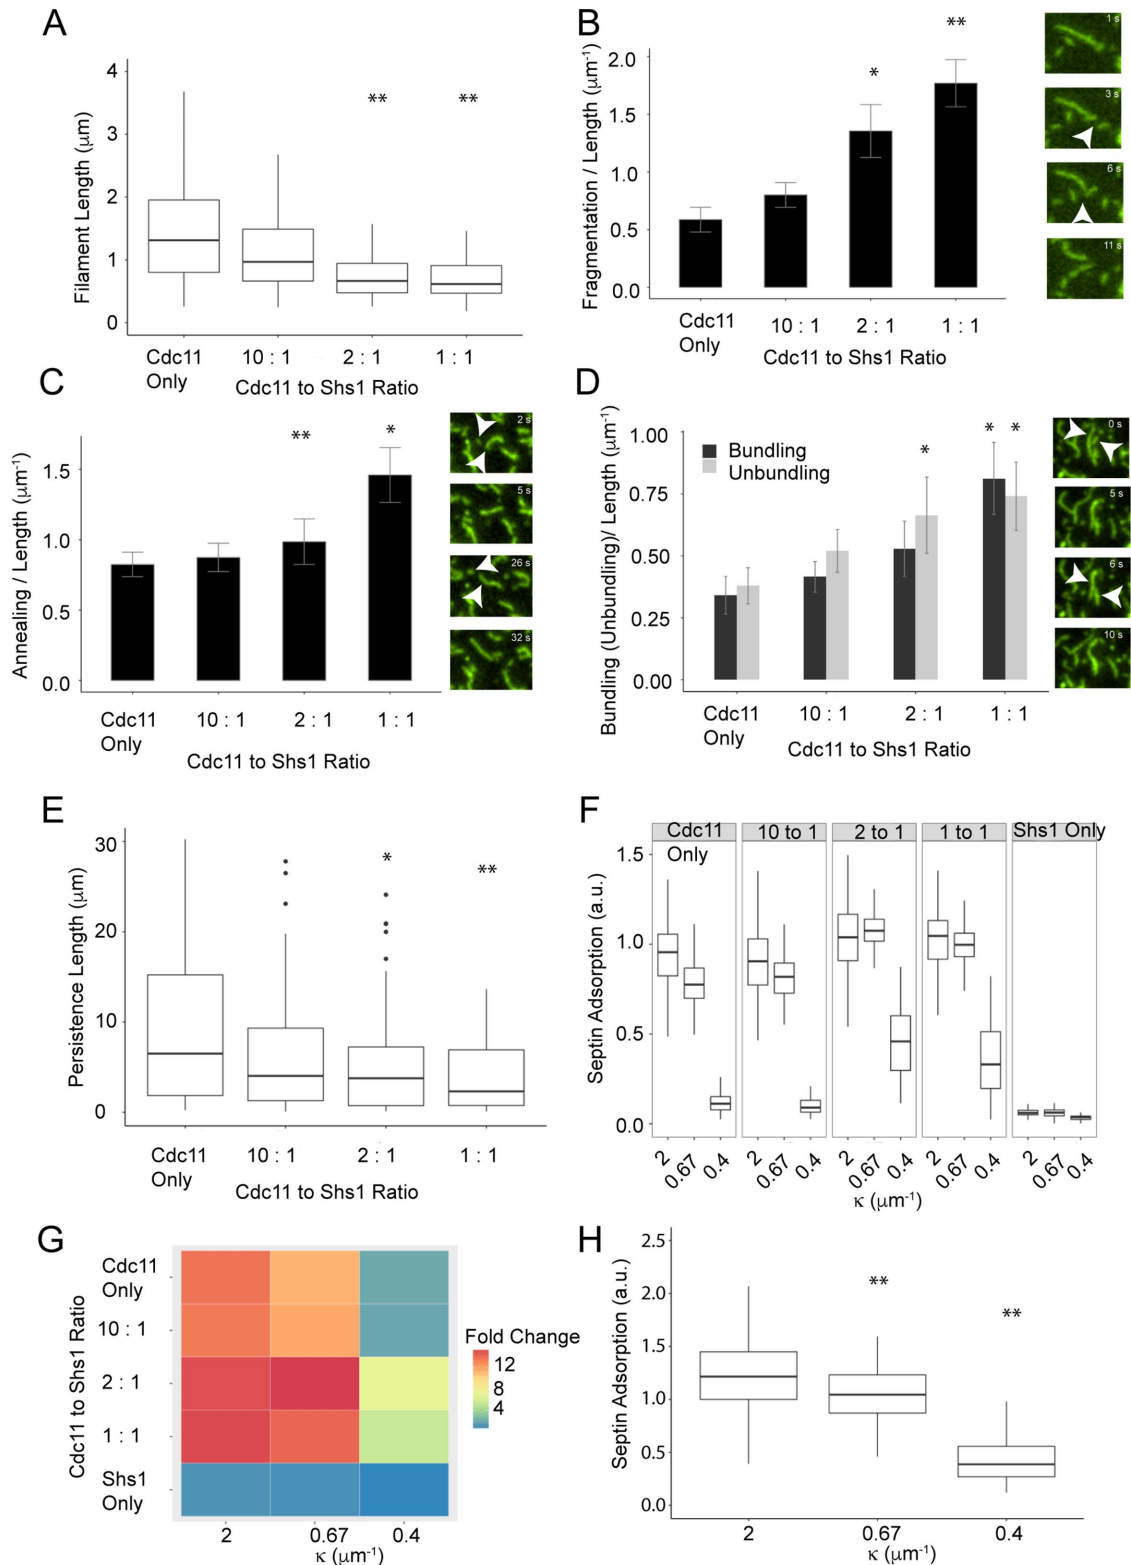 A
Filament Length (μm)
4
3
2
1
0
** **
Cdc11
Only
10 : 1
2 : 1
1 : 1
Cdc11 to Shs1 Ratio
B
Fragmentation / Length (μm⁻¹)
2.0
1.5
1.0
0.5
0.0
* **
Cdc11
Only
10 : 1
2 : 1
1 : 1
Cdc11 to Shs1 Ratio
1 s
3 s
6 s
11 s
C
Annealing / Length (μm⁻¹)
1.5
1.0
0.5
0.0
** *
Cdc11
Only
10 : 1
2 : 1
1 : 1
Cdc11 to Shs1 Ratio
2 s
5 s
26 s
32 s
D
Bundling (Unbundling)/ Length (μm⁻¹)
1.00
0.75
0.50
0.25
0.00
Bundling
Unbundling
* * *
Cdc11
Only
10 : 1
2 : 1
1 : 1
Cdc11 to Shs1 Ratio
0 s
5 s
6 s
10 s
E
Persistence Length (μm)
30
20
10
0
* **
Cdc11
Only
10 : 1
2 : 1
1 : 1
Cdc11 to Shs1 Ratio
F
Septin Adsorption (a.u.)
Cdc11
Only
10 to 1
2 to 1
1 to 1
Shs1 Only
1.5
1.0
0.5
0.0
2 0.67 0.4 2 0.67 0.4 2 0.67 0.4 2 0.67 0.4 2 0.67 0.4
κ (μm⁻¹)
G
Cdc11 to Shs1 Ratio
Cdc11
Only
10 : 1
2 : 1
1 : 1
Shs1
Only
2 0.67 0.4
κ (μm⁻¹)
Fold Change
12
8
4
H
Septin Adsorption (a.u.)
2.5
2.0
1.5
1.0
0.5
0.0
** **
2 0.67 0.4
κ (μm⁻¹)